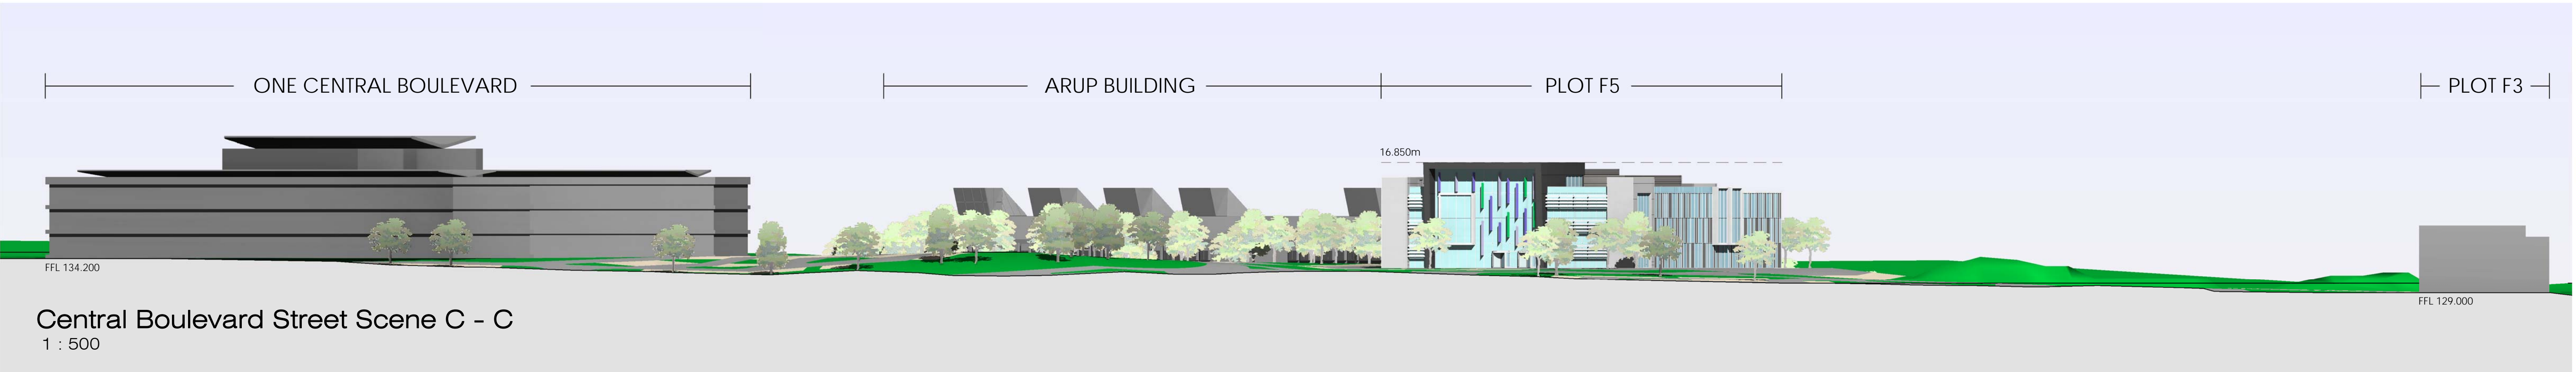 ONE CENTRAL BOULEVARD
ARUP BUILDING
PLOT F5
PLOT F3
16.850m
FFL 134.200
FFL 129.000
Central Boulevard Street Scene C - C
1 : 500